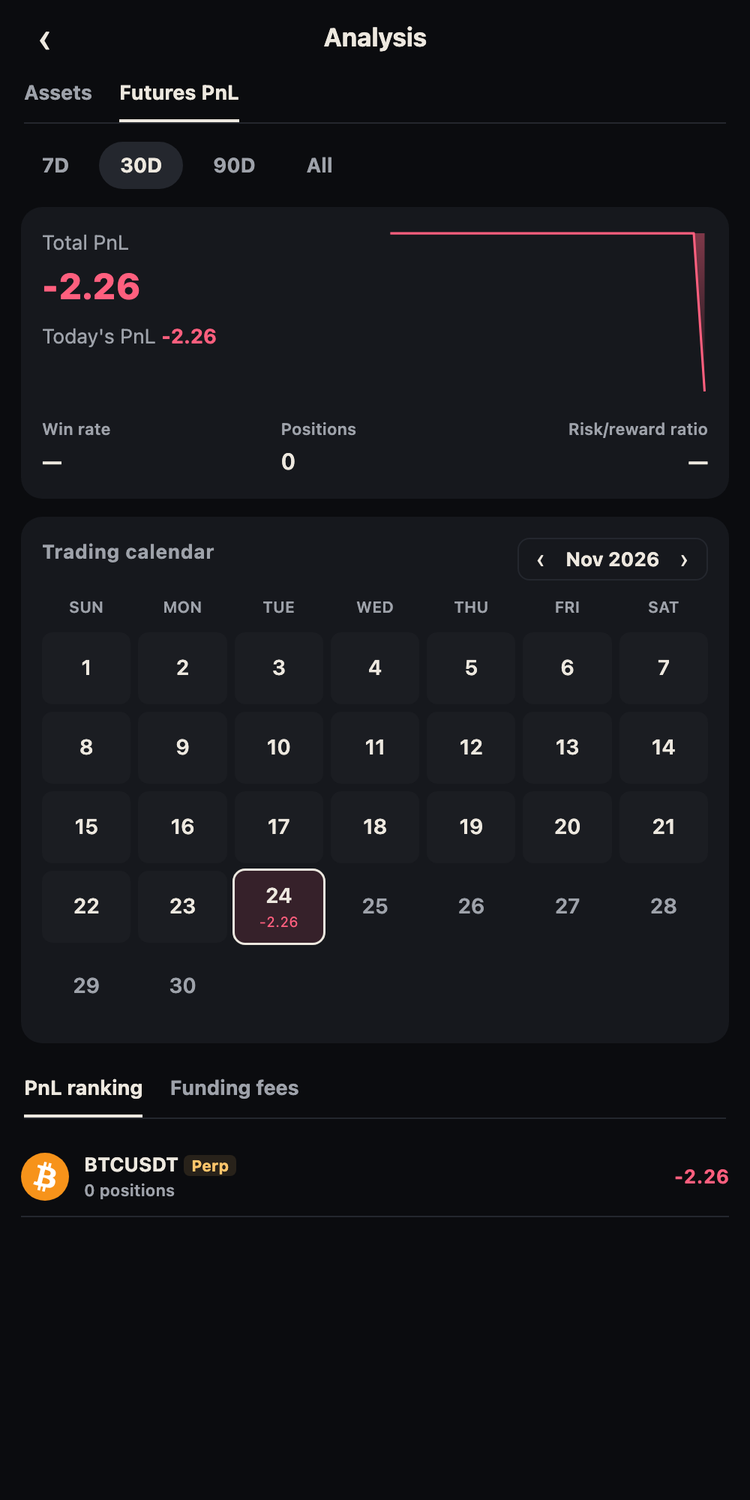 ‹ Analysis
Assets Futures PnL
7D 30D 90D All
Total PnL
-2.26
Today's PnL -2.26
Win rate Positions Risk/reward ratio
— 0 —
Trading calendar
‹ Nov 2026 ›
SUN MON TUE WED THU FRI SAT
1 2 3 4 5 6 7
8 9 10 11 12 13 14
15 16 17 18 19 20 21
22 23 24 25 26 27 28
-2.26
29 30
PnL ranking Funding fees
BTCUSDT Perp
0 positions
-2.26